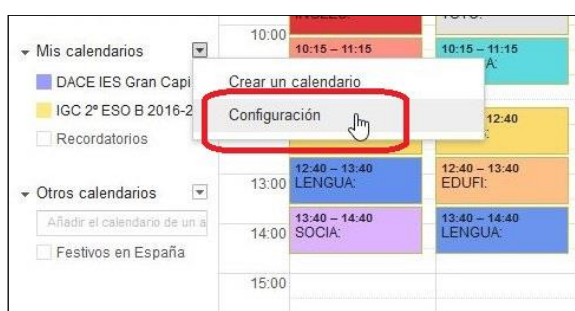 10:00
Mis calendarios
10:15 – 11:15
10:15 – 11:15
A:
DACE IES Gran Capi
Crear un calendario
IGC 2º ESO B 2016-2
Configuración
12:40
Recordatorios
12:40 – 13:40
12:40 – 13:40
13:00
LENGUA:
EDUFI:
Otros calendarios
Añadir el calendario de un a
13:40 – 14:40
13:40 – 14:40
14:00
SOCIA:
LENGUA:
Festivos en España
15:00